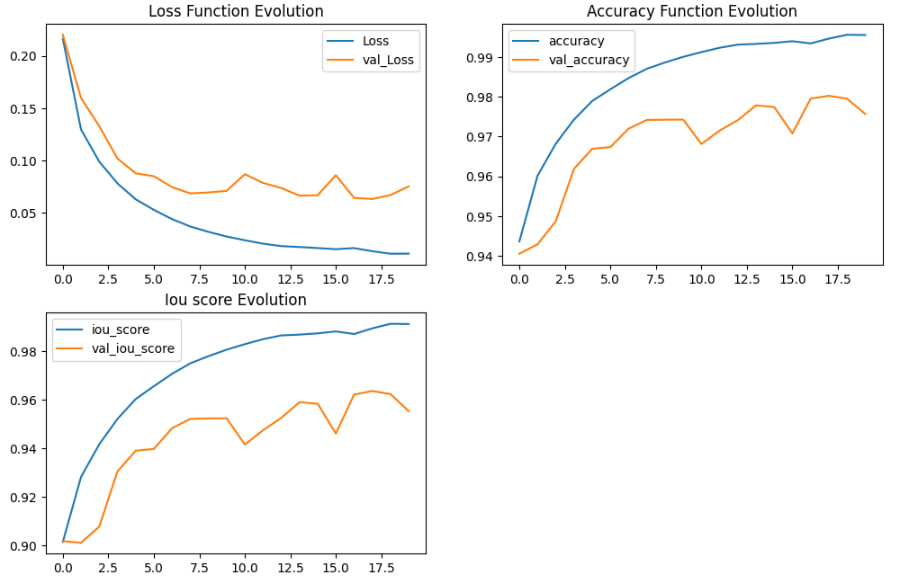 Loss Function Evolution
Loss
val_Loss
0.20
0.15
0.10
0.05
0.0 2.5 5.0 7.5 10.0 12.5 15.0 17.5
Accuracy Function Evolution
accuracy
val_accuracy
0.99
0.98
0.97
0.96
0.95
0.94
0.0 2.5 5.0 7.5 10.0 12.5 15.0 17.5
Iou score Evolution
iou_score
val_iou_score
0.98
0.96
0.94
0.92
0.90
0.0 2.5 5.0 7.5 10.0 12.5 15.0 17.5